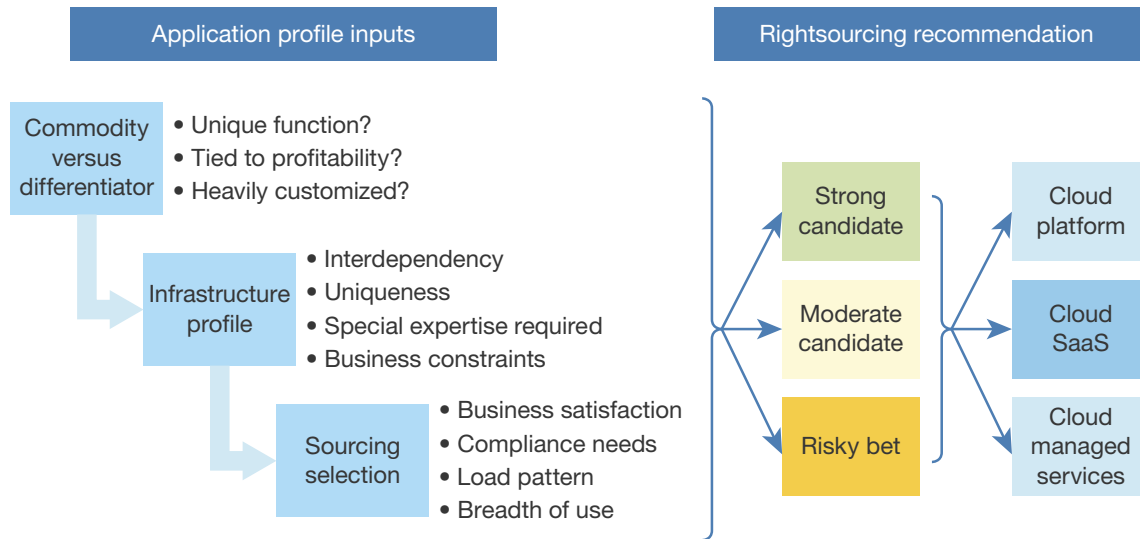 Application profile inputs
Rightsourcing recommendation
Commodity
versus
differentiator
• Unique function?
• Tied to profitability?
• Heavily customized?
Infrastructure
profile
• Interdependency
• Uniqueness
• Special expertise required
• Business constraints
Sourcing
selection
• Business satisfaction
• Compliance needs
• Load pattern
• Breadth of use
Strong
candidate
Moderate
candidate
Risky bet
Cloud
platform
Cloud
SaaS
Cloud
managed
services